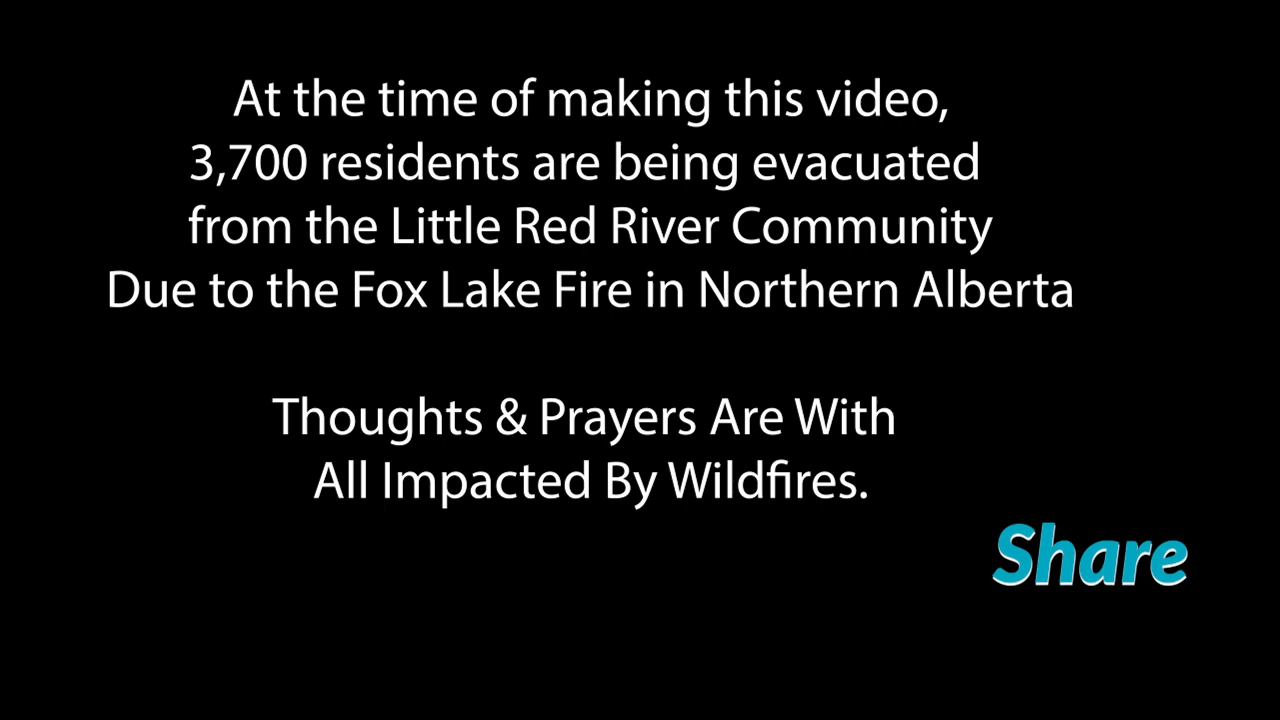 At the time of making this video,
3,700 residents are being evacuated
from the Little Red River Community
Due to the Fox Lake Fire in Northern Alberta
Thoughts & Prayers Are With
All Impacted By Wildfires.
Share